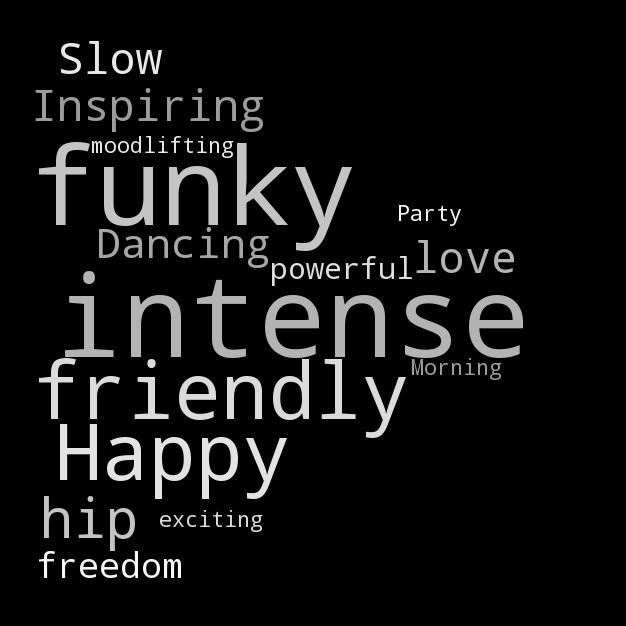 Slow
Inspiring
moodlifting
funky
Party
Dancing
love
powerful
intense
Morning
friendly
Happy
hip
exciting
freedom